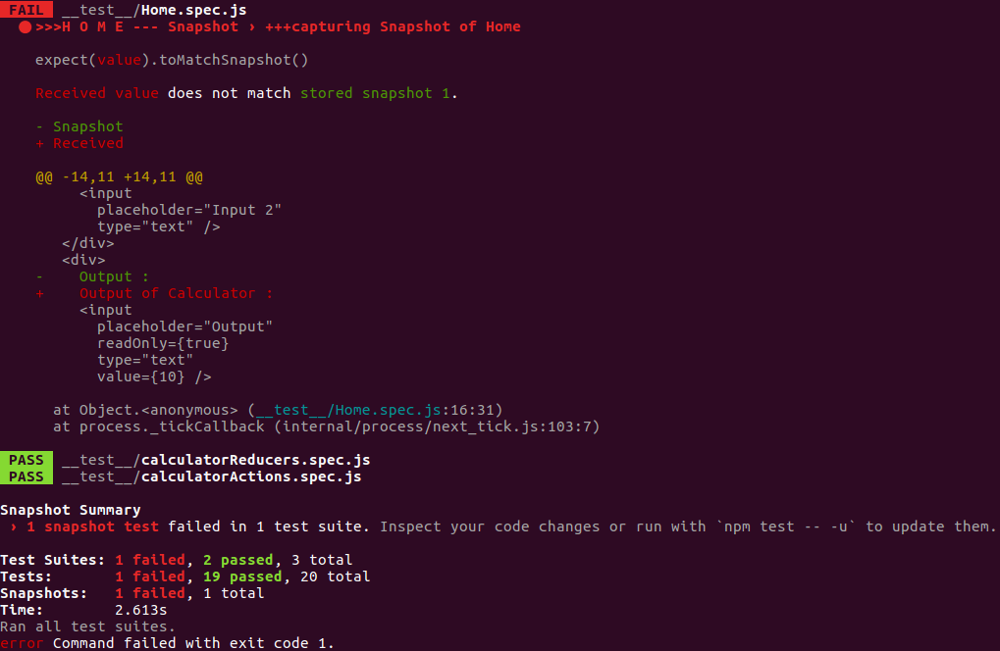 FAIL __test__/Home.spec.js
● >>>H O M E --- Snapshot › +++capturing Snapshot of Home
expect(value).toMatchSnapshot()
Received value does not match stored snapshot 1.
- Snapshot
+ Received
@@ -14,11 +14,11 @@
<input
placeholder="Input 2"
type="text" />
</div>
<div>
- Output :
+ Output of Calculator :
<input
placeholder="Output"
readOnly={true}
type="text"
value={10} />
at Object.<anonymous> (__test__/Home.spec.js:16:31)
at process._tickCallback (internal/process/next_tick.js:103:7)
PASS __test__/calculatorReducers.spec.js
PASS __test__/calculatorActions.spec.js
Snapshot Summary
› 1 snapshot test failed in 1 test suite. Inspect your code changes or run with `npm test -- -u` to update them.
Test Suites: 1 failed, 2 passed, 3 total
Tests: 1 failed, 19 passed, 20 total
Snapshots: 1 failed, 1 total
Time: 2.613s
Ran all test suites.
error Command failed with exit code 1.